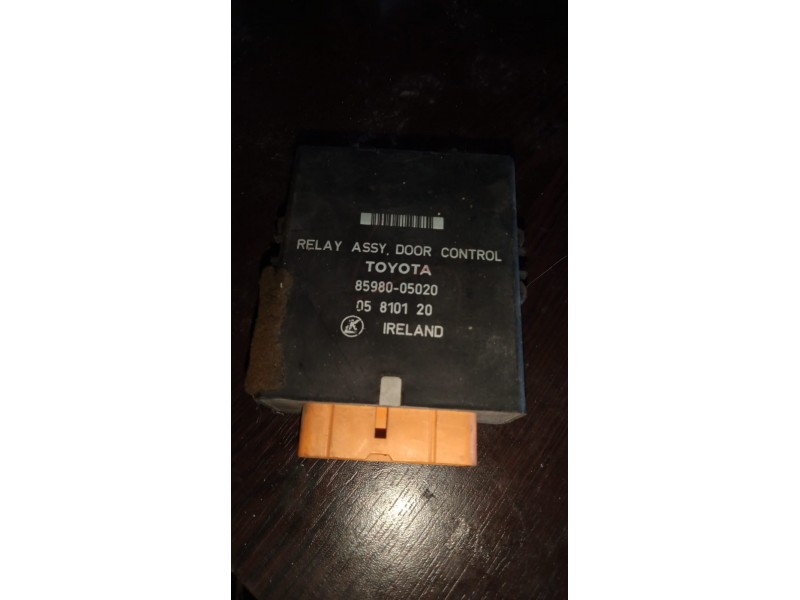 RELAY ASSY, DOOR CONTROL
TOYOTA
85980-05020
05 8101 20
K IRELAND